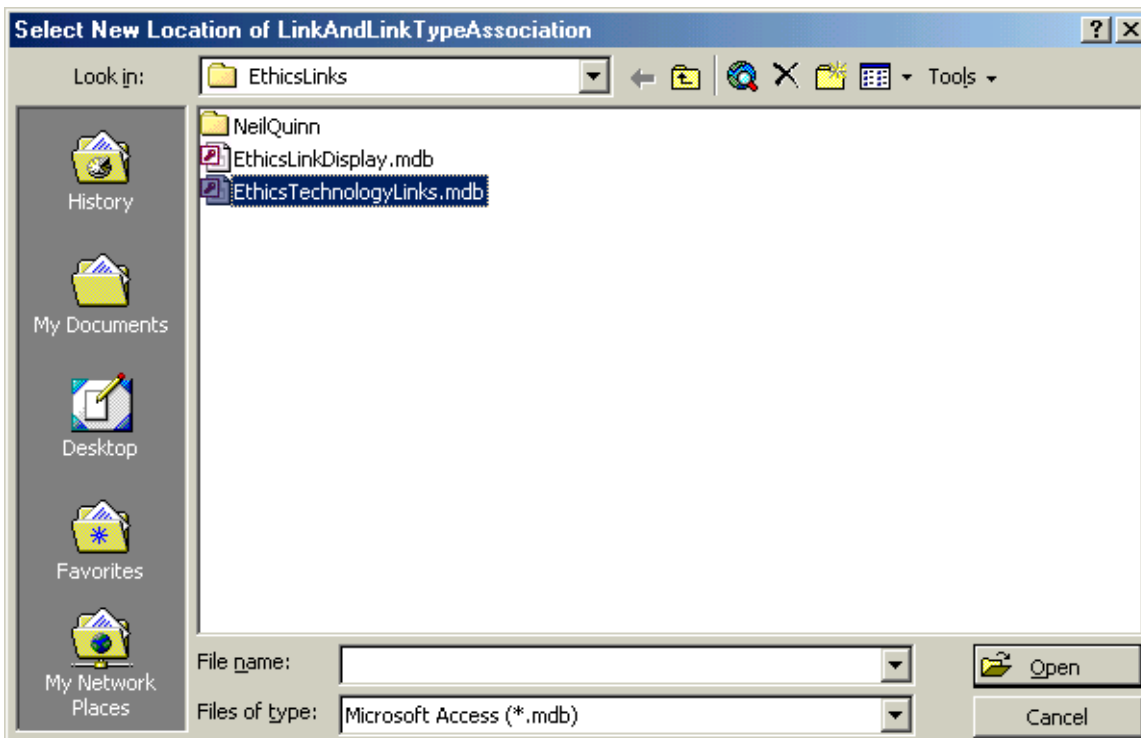 Select New Location of LinkAndLinkTypeAssociation
Look in: EthicsLinks Tools
History
My Documents
Desktop
Favorites
My Network
Places
NeilQuinn
EthicsLinkDisplay.mdb
EthicsTechnologyLinks.mdb
File name: Open
Files of type: Microsoft Access (*.mdb) Cancel